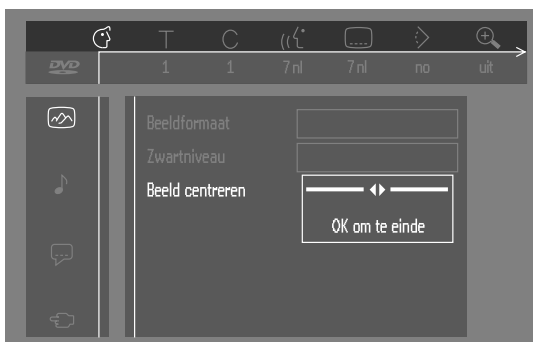 T C
DVD 1 1 7 nl 7 nl no uit
Beeldformaat
Zwartniveau
Beeld centreren
OK om te einde